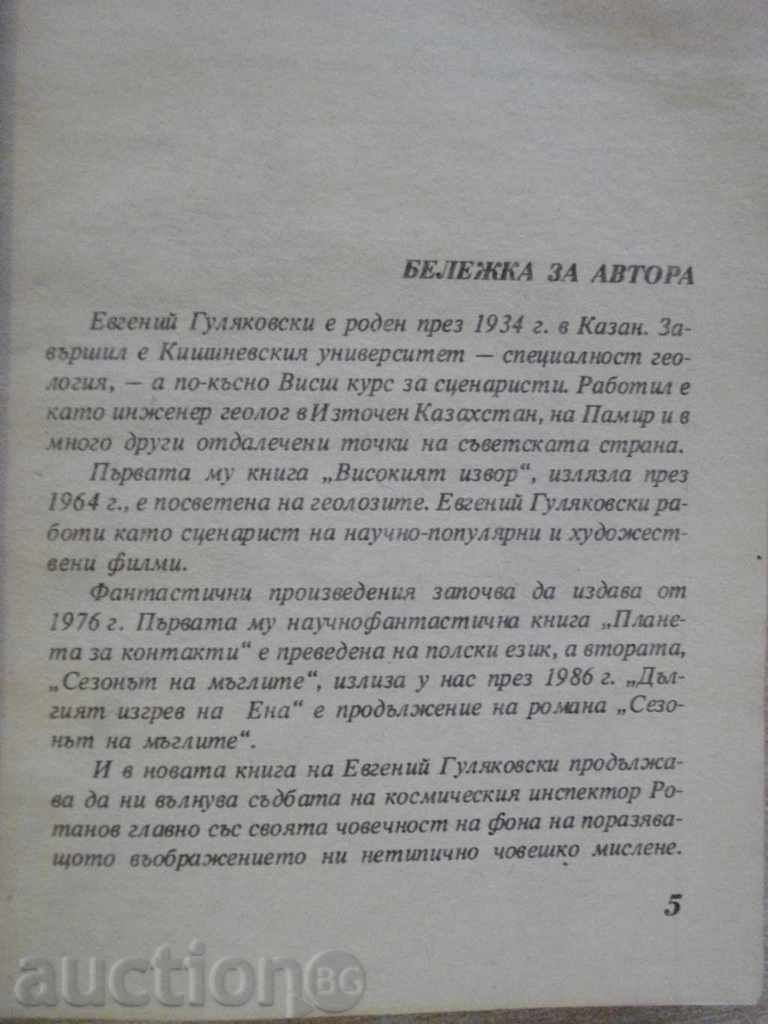 БЕЛЕЖКА ЗА АВТОРА
Евгений Гуляковски е роден през 1934 г. в Казан. За-
вършил е Кишиневския университет — специалност гео-
логия, — а по-късно Висш курс за сценаристи. Работил е
като инженер геолог в Източен Казахстан, на Памир и в
много други отдалечени точки на съветската страна.
Първата му книга „Високият извор“, излязла през
1964 г., е посветена на геолозите. Евгений Гуляковски ра-
боти като сценарист на научно-популярни и художест-
вени филми.
Фантастични произведения започва да издава от
1976 г. Първата му научнофантастична книга „Плане-
та за контакти“ е преведена на полски език, а втората,
„Сезонът на мъглите“, излиза у нас през 1986 г. „Дъл-
гият изгрев на Ена“ е продължение на романа „Сезо-
нът на мъглите“.
И в новата книга на Евгений Гуляковски продължа-
ва да ни вълнува съдбата на космическия инспектор Ро-
танов главно със своята човечност на фона на поразява-
щото въображението ни нетипично човешко мислене.
5
auction BG